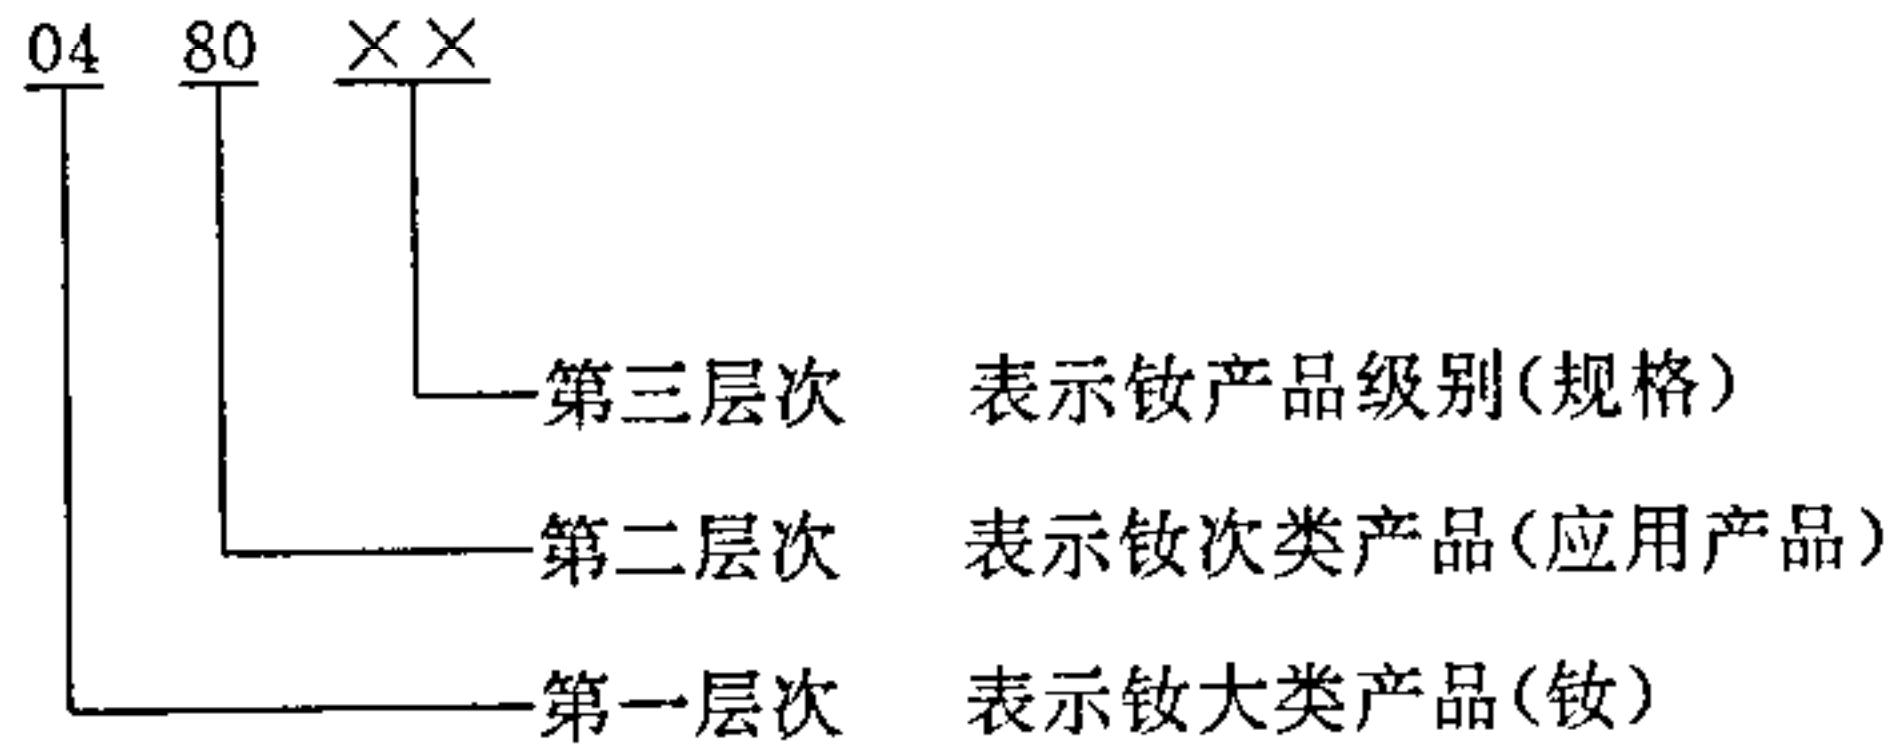 04 80 ××
第三层次 表示钕产品级别(规格)
第二层次 表示钕次类产品(应用产品)
第一层次 表示钕大类产品(钕)